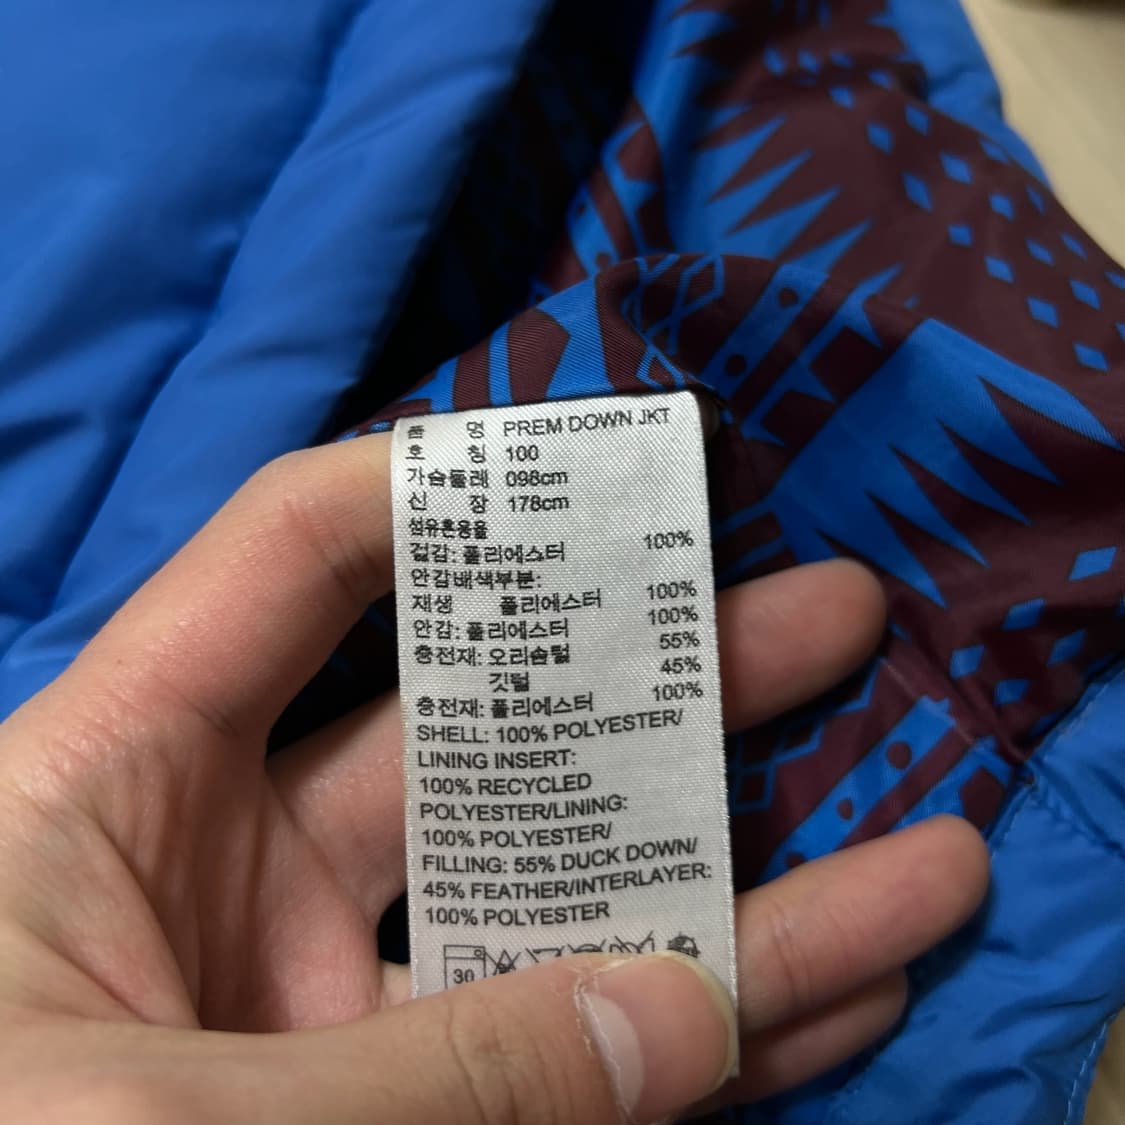 품 명 PREM DOWN JKT
호 칭 100
가슴둘레 098cm
신 장 178cm
섬유혼용율
겉감: 폴리에스터 100%
안감배색부분:
재생 폴리에스터 100%
안감: 폴리에스터 100%
충전재: 오리솜털 55%
깃털 45%
충전재: 폴리에스터 100%
SHELL: 100% POLYESTER/
LINING INSERT:
100% RECYCLED
POLYESTER/LINING:
100% POLYESTER/
FILLING: 55% DUCK DOWN/
45% FEATHER/INTERLAYER:
100% POLYESTER
30